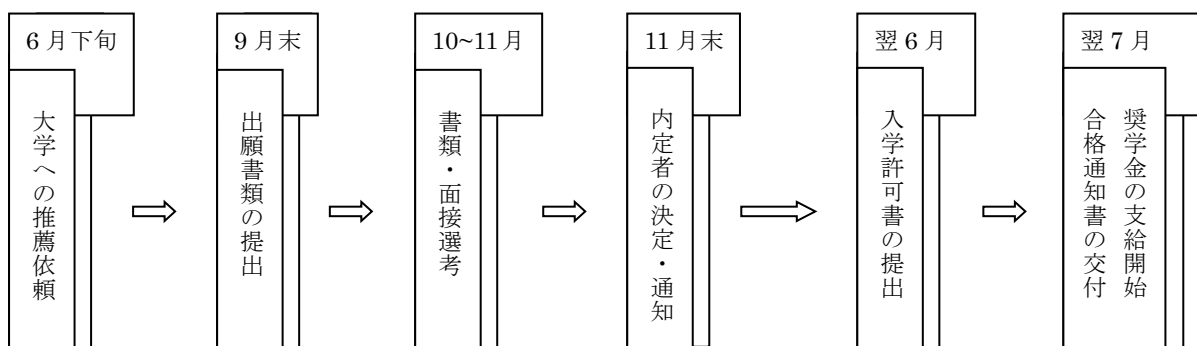 6月下旬
大学への推薦依頼
9月末
出願書類の提出
10~11月
書類・面接選考
11月末
内定者の決定・通知
翌6月
入学許可書の提出
翌7月
奨学金の支給開始
合格通知書の交付